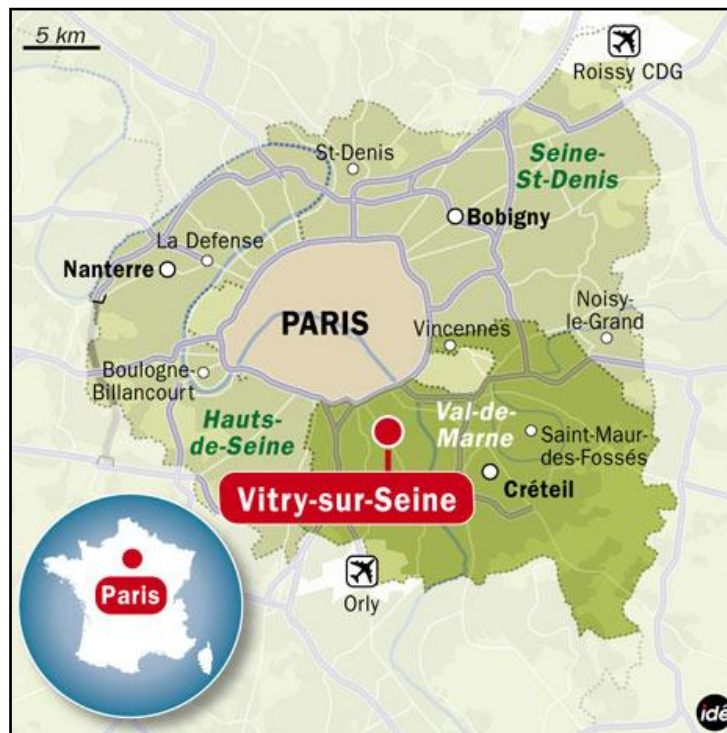 5 km
Roissy CDG
St-Denis
Seine-
St-Denis
Bobigny
La Defense
Nanterre
Noisy-
le-Grand
PARIS
Vincennes
Boulogne-
Billancourt
Hauts-
de-Seine
Val-de-
Marne
Saint-Maur-
des-Fossés
Créteil
Vitry-sur-Seine
Paris
Orly
idé